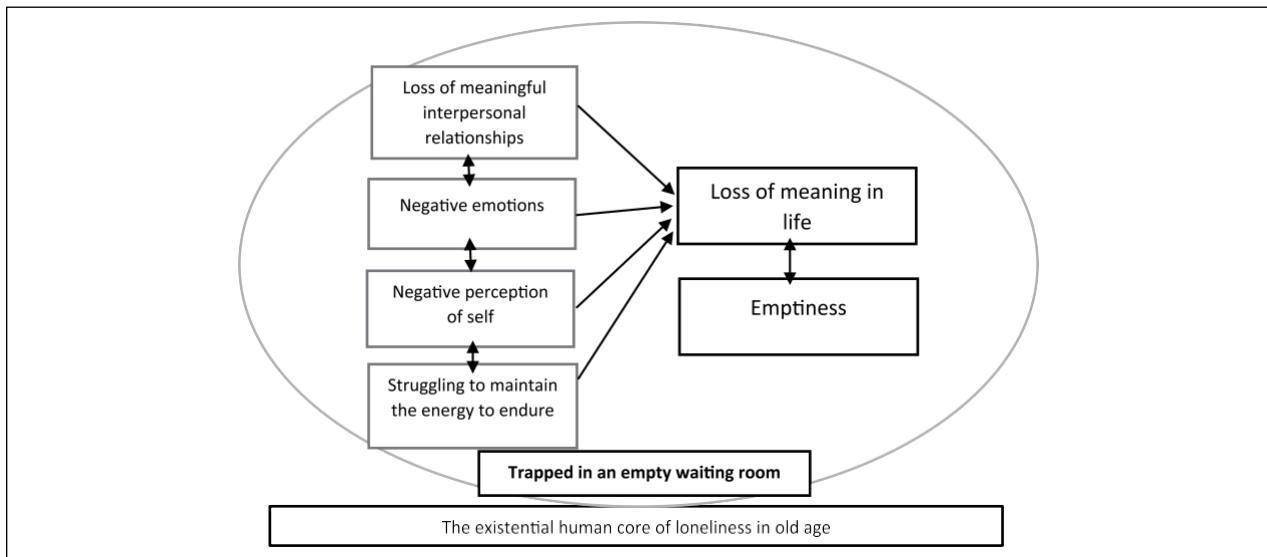 Loss of meaningful
interpersonal
relationships
Negative emotions
Negative perception
of self
Struggling to maintain
the energy to endure
Loss of meaning in
life
Emptiness
Trapped in an empty waiting room
The existential human core of loneliness in old age